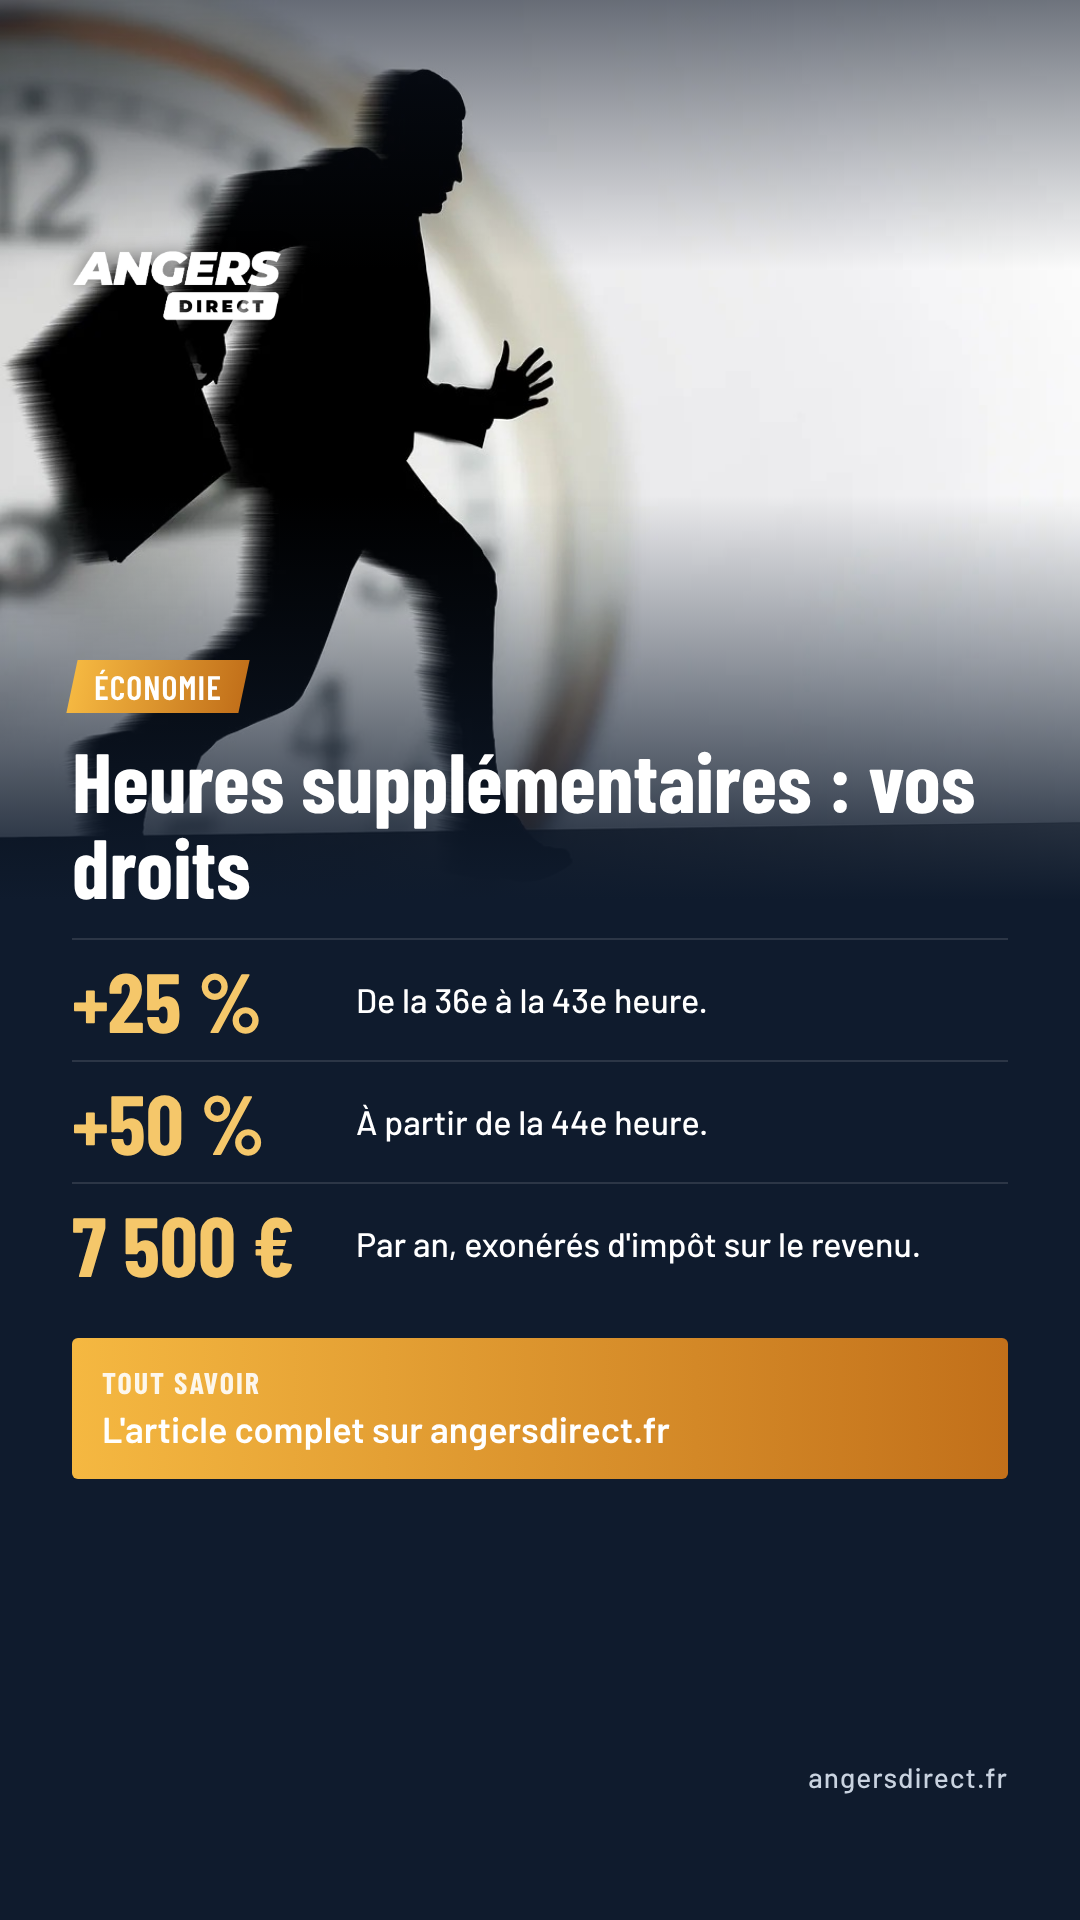 12
ANGERS
DIRECT
4
ÉCONOMIE
Heures supplémentaires : vos
droits
+25 %
De la 36e à la 43e heure.
+50 %
À partir de la 44e heure.
7 500 €
Par an, exonérés d'impôt sur le revenu.
TOUT SAVOIR
L'article complet sur angersdirect.fr
angersdirect.fr